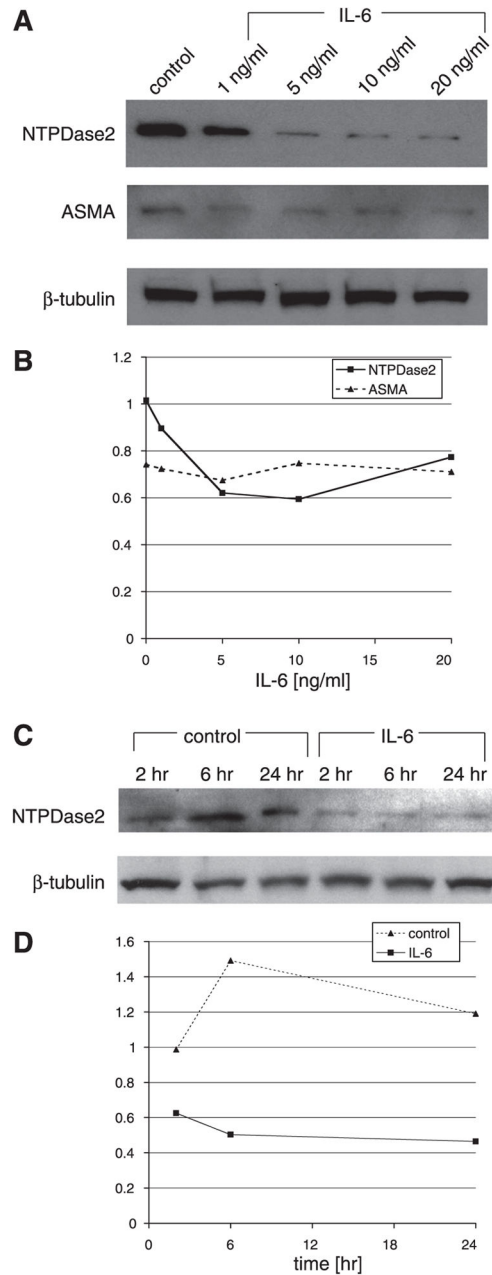 A
IL-6
control 1 ng/ml 5 ng/ml 10 ng/ml 20 ng/ml
NTPDase2
ASMA
β-tubulin
B
1.2
1
0.8
0.6
0.4
0.2
0
NTPDase2
ASMA
0 5 10 15 20
IL-6 [ng/ml]
C
control IL-6
2 hr 6 hr 24 hr 2 hr 6 hr 24 hr
NTPDase2
β-tubulin
D
1.6
1.4
1.2
1
0.8
0.6
0.4
0.2
0
control
IL-6
0 6 12 18 24
time [hr]